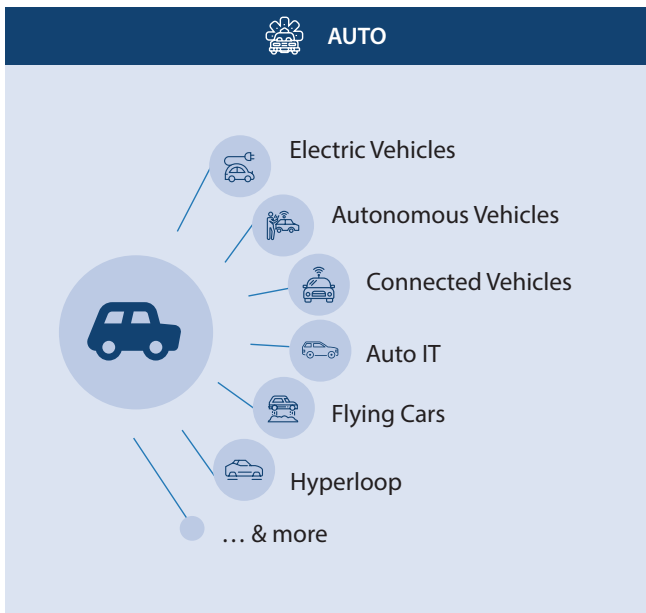 AUTO
Electric Vehicles
Autonomous Vehicles
Connected Vehicles
Auto IT
Flying Cars
Hyperloop
… & more